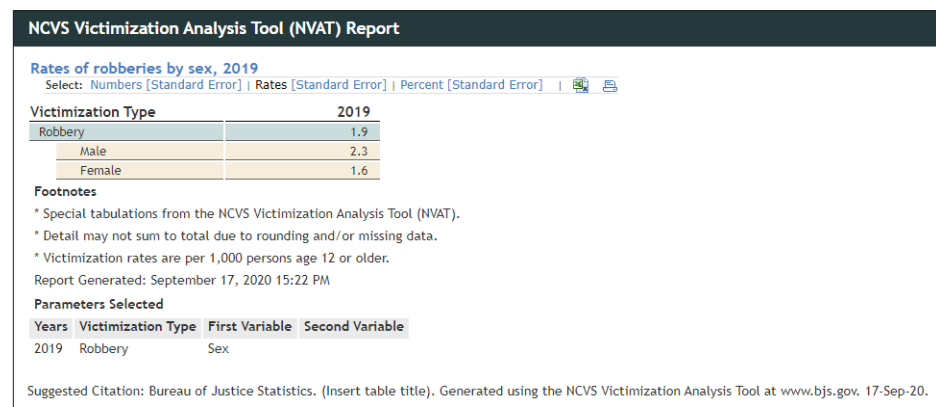 NCVS Victimization Analysis Tool (NVAT) Report
Rates of robberies by sex, 2019
Select: Numbers [Standard Error] | Rates [Standard Error] | Percent [Standard Error] |
Victimization Type 2019
Robbery 1.9
Male 2.3
Female 1.6
Footnotes
* Special tabulations from the NCVS Victimization Analysis Tool (NVAT).
* Detail may not sum to total due to rounding and/or missing data.
* Victimization rates are per 1,000 persons age 12 or older.
Report Generated: September 17, 2020 15:22 PM
Parameters Selected
Years Victimization Type First Variable Second Variable
2019 Robbery Sex
Suggested Citation: Bureau of Justice Statistics. (Insert table title). Generated using the NCVS Victimization Analysis Tool at www.bjs.gov. 17-Sep-20.